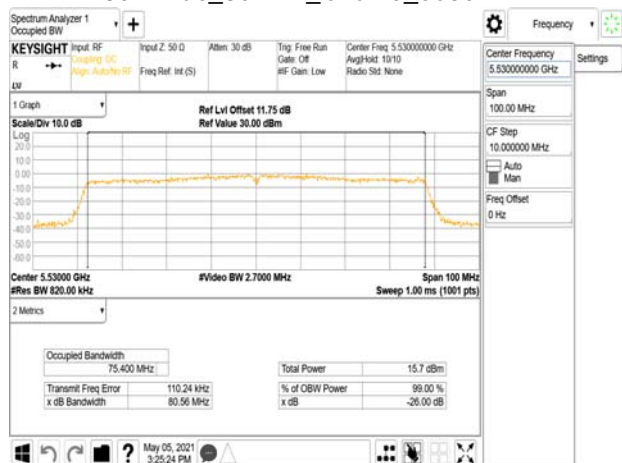 Spectrum Analyzer 1
Occupied BW
Frequency
KEYSIGHT
Input: RF
Coupling: DC
Align: Auto/No RF
Input Z: 50 Ω
Freq Ref: Int (S)
Atten: 30 dB
Trig: Free Run
Gate: Off
#IF Gain: Low
Center Freq: 5.530000000 GHz
Avg|Hold: 10/10
Radio Std: None
R
LV
Center Frequency
5.530000000 GHz
Settings
Span
100.00 MHz
CF Step
10.000000 MHz
Auto
Man
Freq Offset
0 Hz
1 Graph
Scale/Div 10.0 dB
Ref Lvl Offset 11.75 dB
Ref Value 30.00 dBm
Log
20.0
10.0
0.00
-10.0
-20.0
-30.0
-40.0
-50.0
-60.0
Center 5.53000 GHz
#Res BW 820.00 kHz
#Video BW 2.7000 MHz
Span 100 MHz
Sweep 1.00 ms (1001 pts)
2 Metrics
Occupied Bandwidth
75.400 MHz
Transmit Freq Error 110.24 kHz
x dB Bandwidth 80.56 MHz
Total Power 15.7 dBm
% of OBW Power 99.00 %
x dB -26.00 dB
May 05, 2021
3:25:24 PM